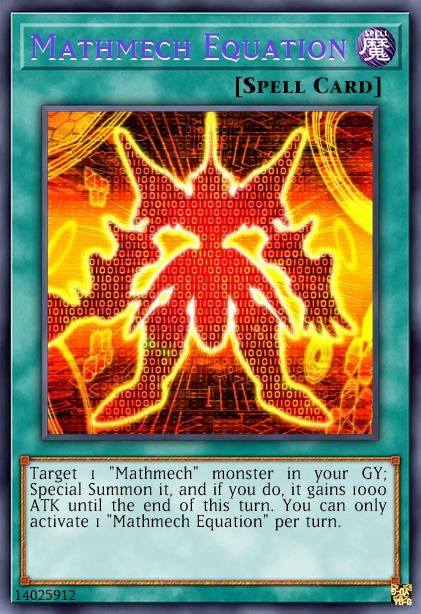 Mathmech Equation
SPELL
魔
[Spell Card]
Target 1 "Mathmech" monster in your GY;
Special Summon it, and if you do, it gains 1000
ATK until the end of this turn. You can only
activate 1 "Mathmech Equation" per turn.
14025912